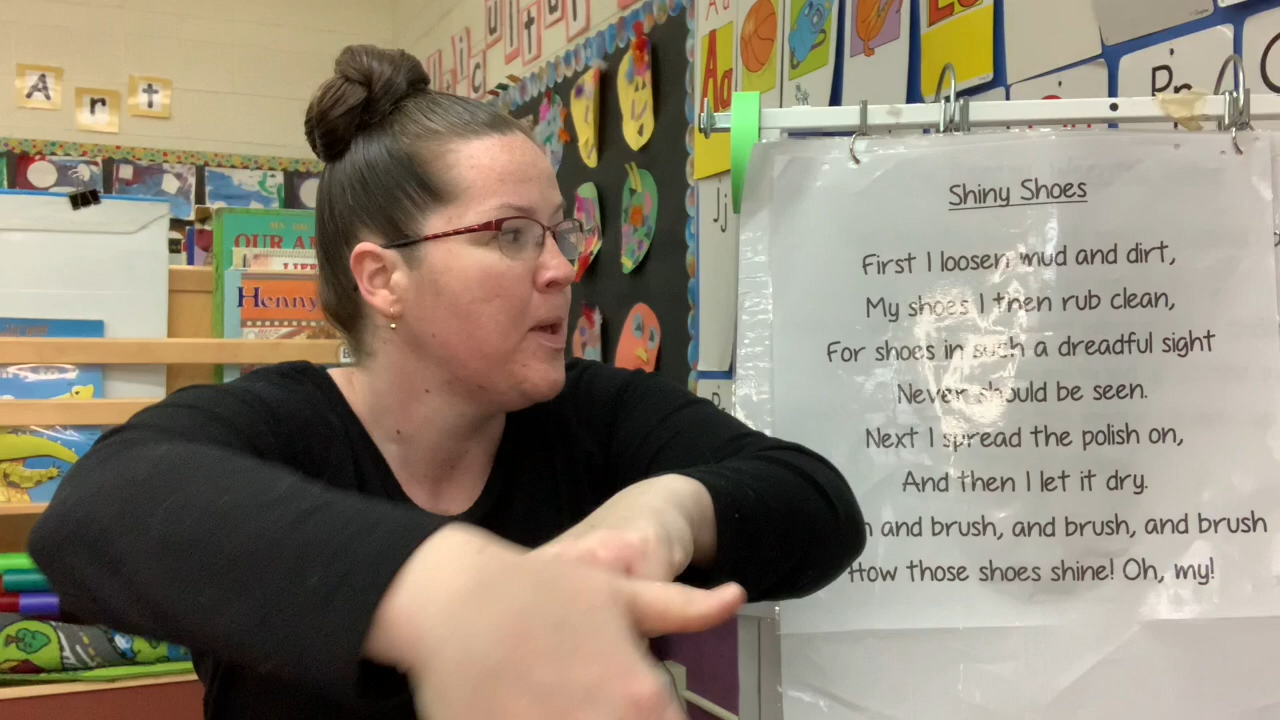 Art
OUR
Henny
Aa
Jj
Shiny Shoes
First I loosen mud and dirt,
My shoes I then rub clean,
For shoes in such a dreadful sight
Never should be seen.
Next I spread the polish on,
And then I let it dry.
and brush, and brush, and brush
How those shoes shine! Oh, my!